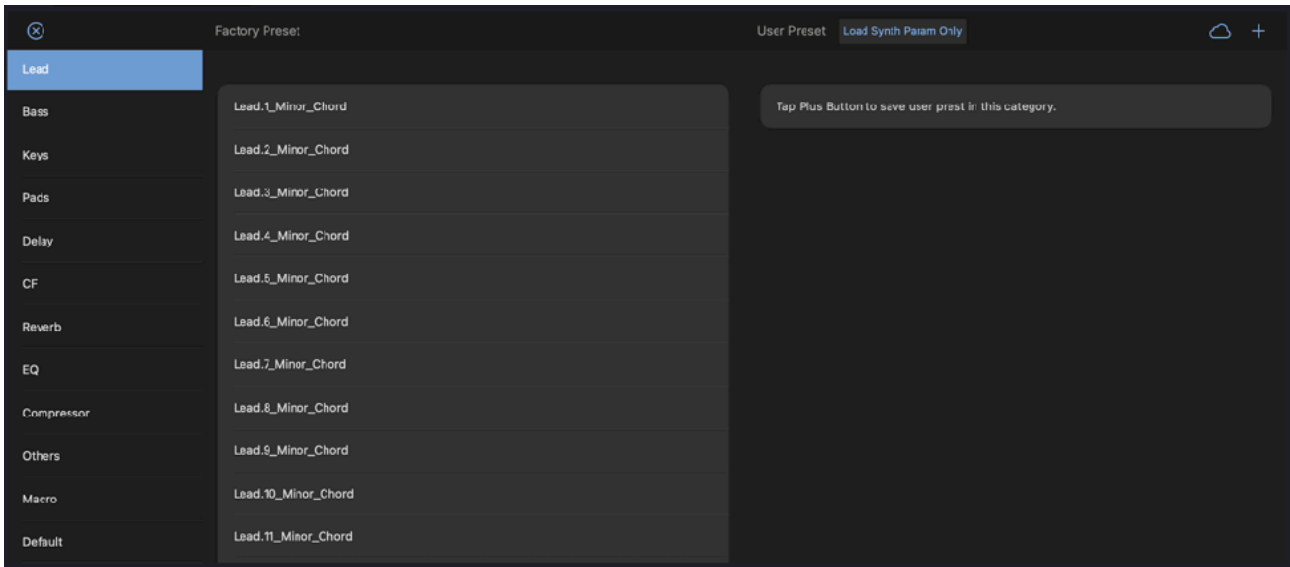 Factory Preset
User Preset Load Synth Param Only
Lead
Bass
Keys
Pads
Delay
CF
Reverb
EQ
Compressor
Others
Macro
Default
Lead.1_Minor_Chord
Lead.2_Minor_Chord
Lead.3_Minor_Chord
Lead.4_Minor_Chord
Lead.5_Minor_Chord
Lead.6_Minor_Chord
Lead.7_Minor_Chord
Lead.8_Minor_Chord
Lead.9_Minor_Chord
Lead.10_Minor_Chord
Lead.11_Minor_Chord
Tap Plus Button to save user prest in this category.